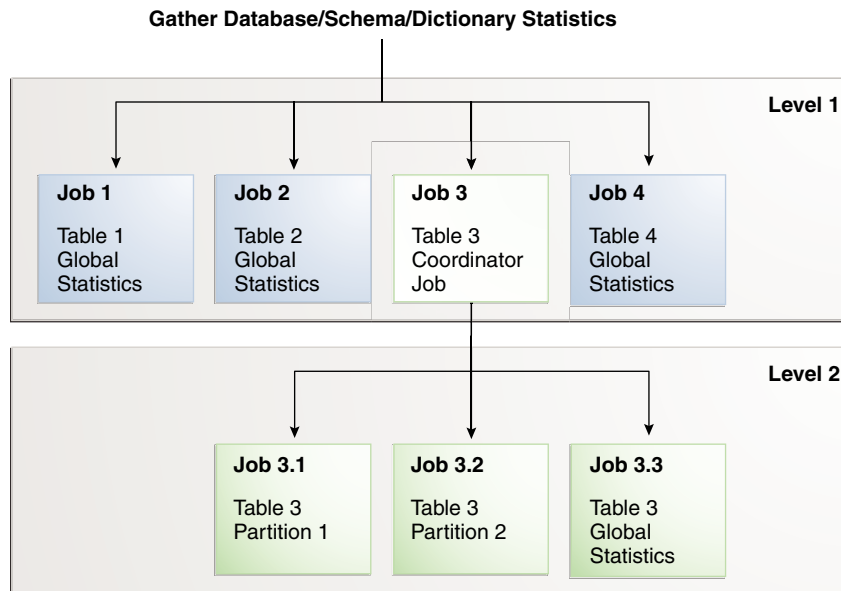 Gather Database/Schema/Dictionary Statistics
Level 1
Job 1
Table 1
Global
Statistics
Job 2
Table 2
Global
Statistics
Job 3
Table 3
Coordinator
Job
Job 4
Table 4
Global
Statistics
Level 2
Job 3.1
Table 3
Partition 1
Job 3.2
Table 3
Partition 2
Job 3.3
Table 3
Global
Statistics